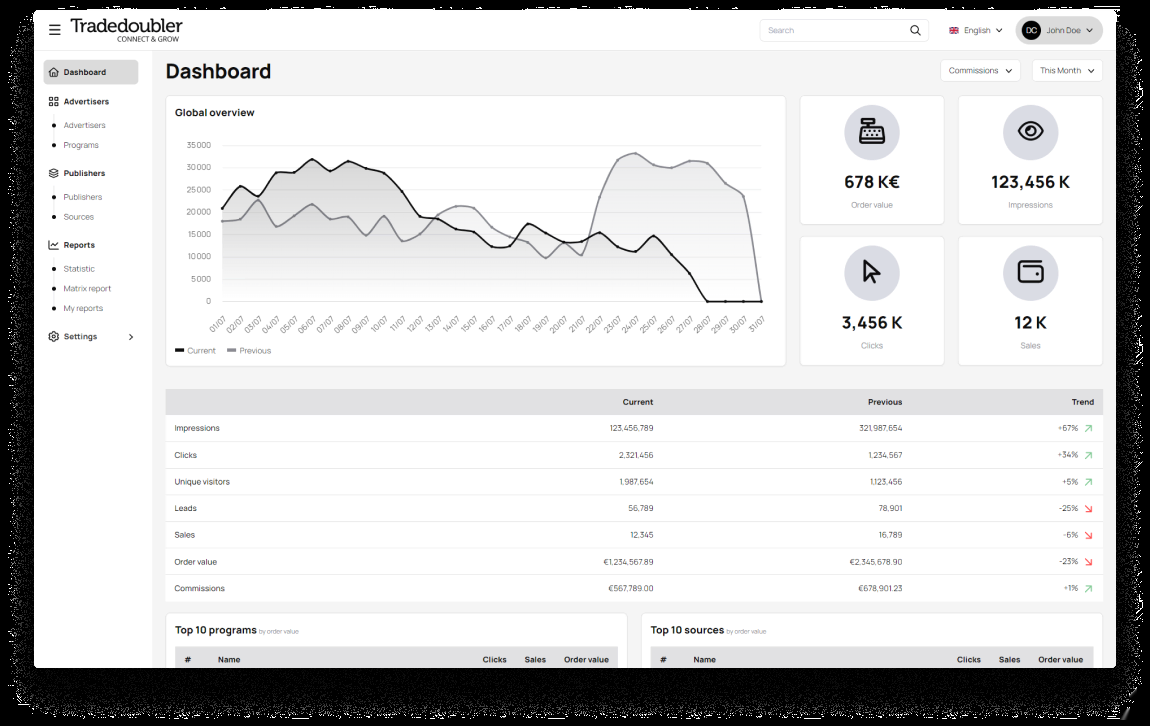 Tradedoubler
CONNECT & GROW
Search
English
DC John Doe
Dashboard
Advertisers
Advertisers
Programs
Publishers
Publishers
Sources
Reports
Statistic
Matrix report
My reports
Settings
Dashboard
Commissions
This Month
Global overview
35000
30000
25000
20000
15000
10000
5000
0
01/07 02/07 03/07 04/07 05/07 06/07 07/07 08/07 09/07 10/07 11/07 12/07 13/07 14/07 15/07 16/07 17/07 18/07 19/07 20/07 21/07 22/07 23/07 24/07 25/07 26/07 27/07 28/07 29/07 30/07 31/07
Current Previous
678 K€
Order value
123,456 K
Impressions
3,456 K
Clicks
12 K
Sales
Current Previous Trend
Impressions 123,456,789 321,987,654 +67%
Clicks 2,321,456 1,234,567 +34%
Unique visitors 1,987,654 1,123,456 +5%
Leads 56,789 78,901 -25%
Sales 12,345 16,789 -6%
Order value €1,234,567.89 €2,345,678.90 -23%
Commissions €567,789.00 €678,901.23 +1%
Top 10 programs by order value
# Name Clicks Sales Order value
Top 10 sources by order value
# Name Clicks Sales Order value